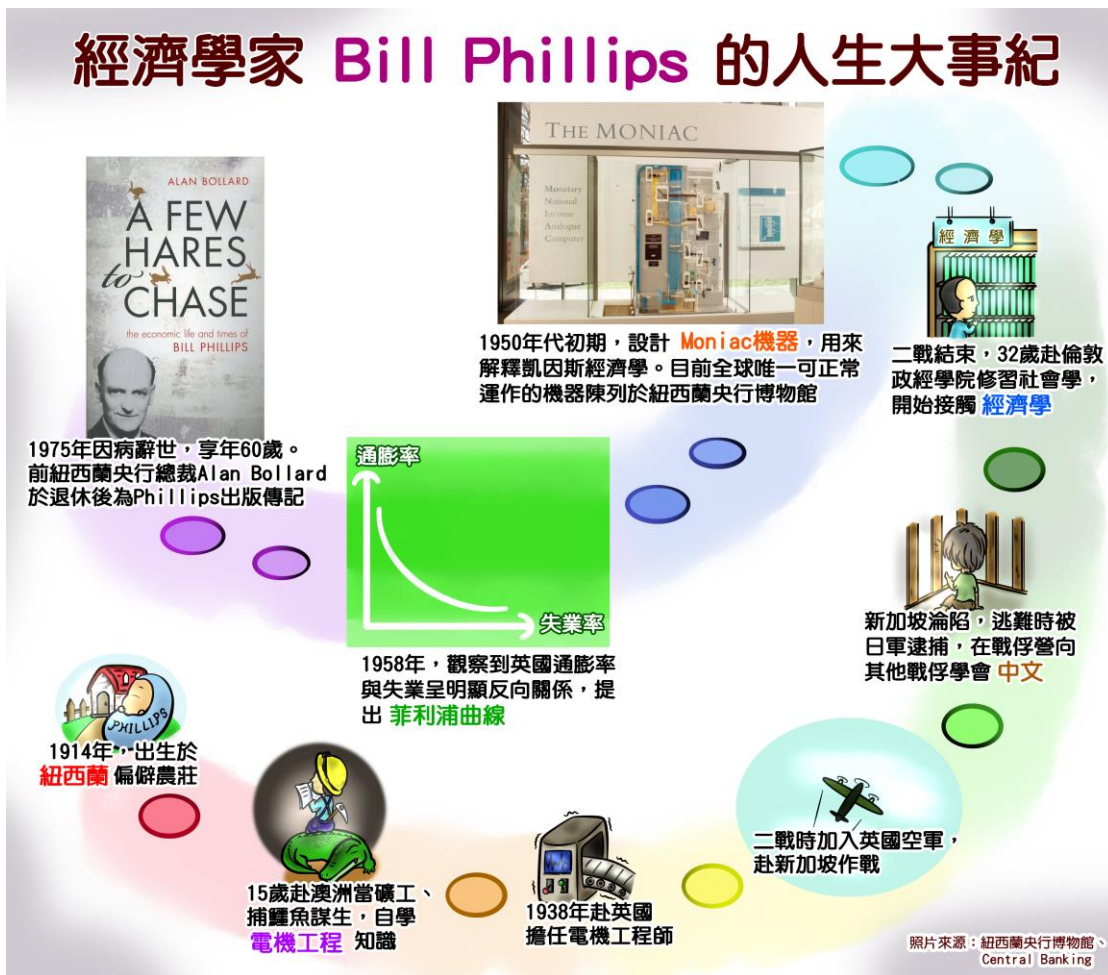 經濟學家 Bill Phillips 的人生大事紀
1914年，出生於
紐西蘭 偏僻農莊
PHILLIPS
15歲赴澳洲當礦工、
捕鱷魚謀生，自學
電機工程 知識
1938年赴英國
擔任電機工程師
二戰時加入英國空軍，
赴新加坡作戰
新加坡淪陷，逃難時被
日軍逮捕，在戰俘營向
其他戰俘學會 中文
經濟學
二戰結束，32歲赴倫敦
政經學院修習社會學，
開始接觸 經濟學
THE MONIAC
Monetary
National
Income
Analogue
Computer
1950年代初期，設計 Moniac機器，用來
解釋凱因斯經濟學。目前全球唯一可正常
運作的機器陳列於紐西蘭央行博物館
通膨率
失業率
1958年，觀察到英國通膨率
與失業呈明顯反向關係，提
出 菲利浦曲線
ALAN BOLLARD
A FEW
HARES
to
CHASE
the economic life and times of
BILL PHILLIPS
1975年因病辭世，享年60歲。
前紐西蘭央行總裁Alan Bollard
於退休後為Phillips出版傳記
照片來源：紐西蘭央行博物館、
Central Banking